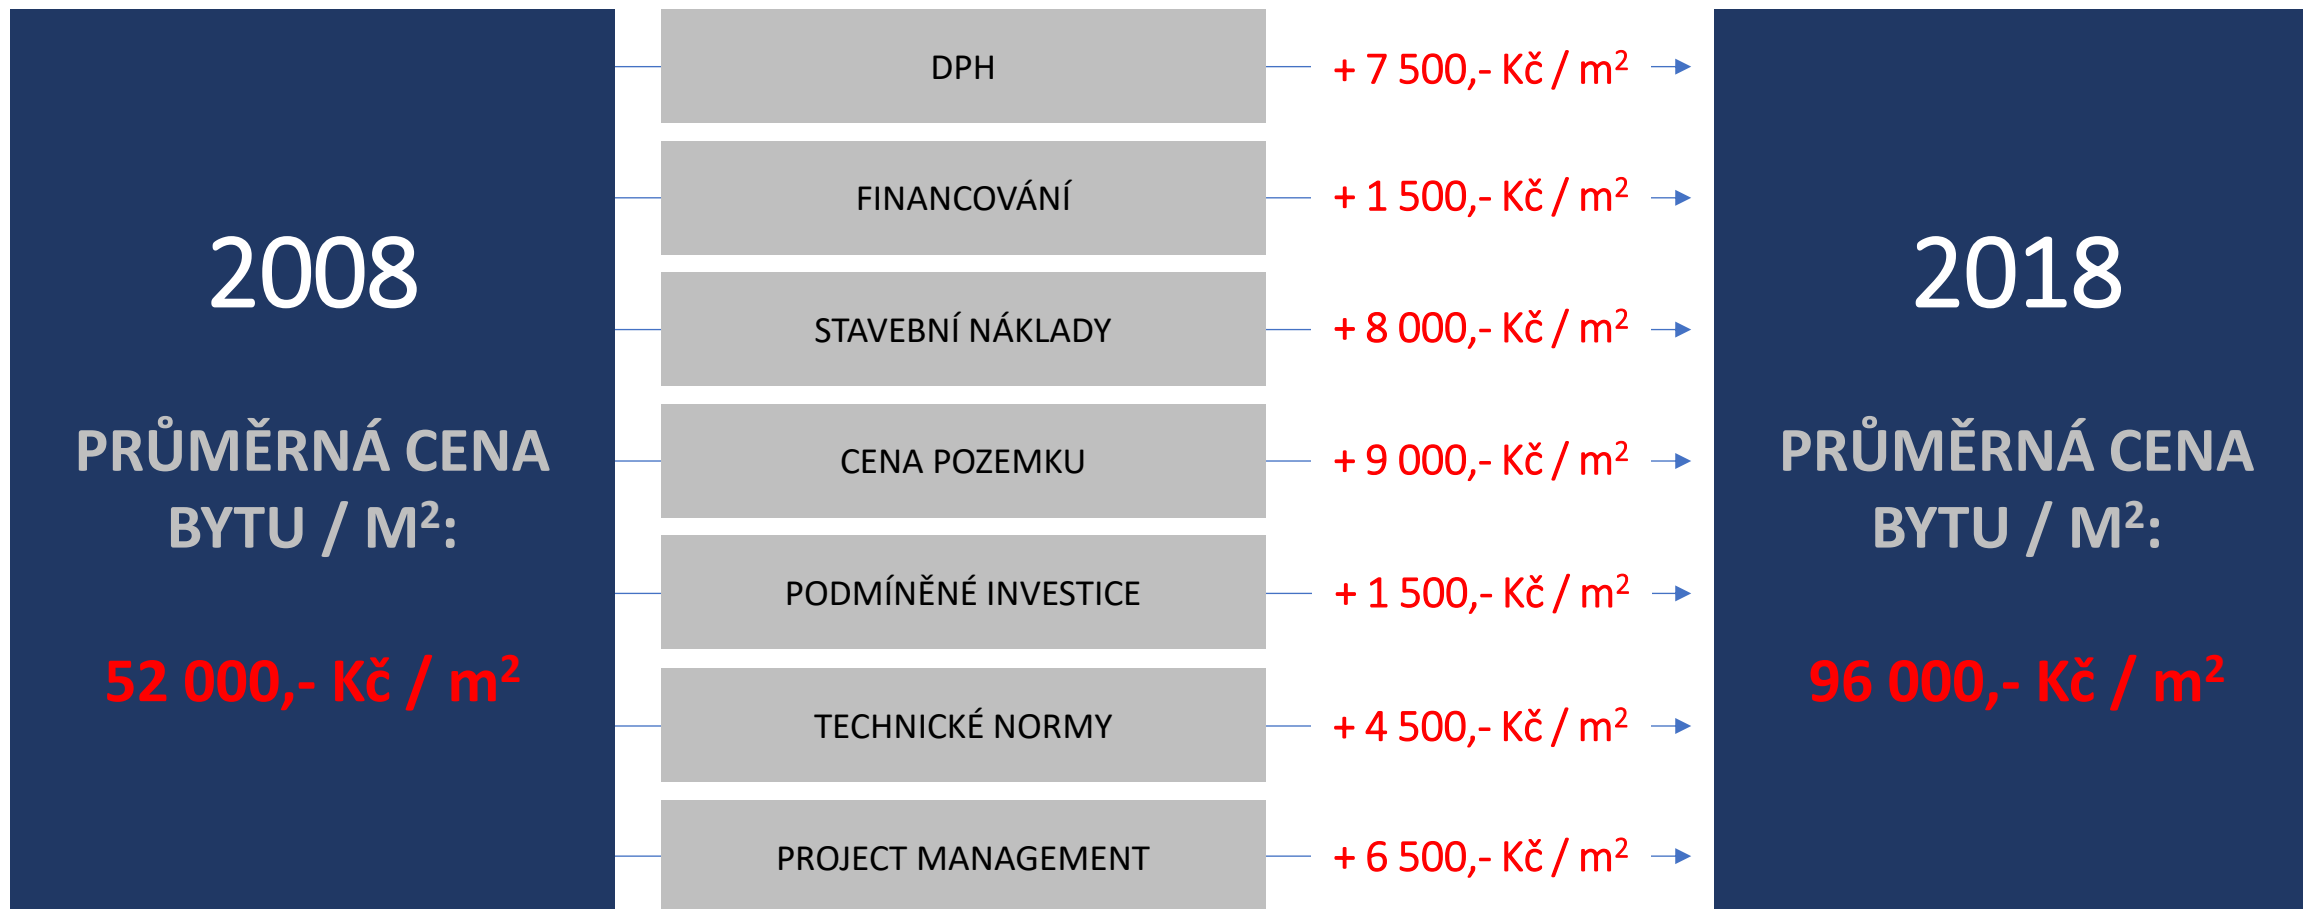 2008
PRŮMĚRNÁ CENA
BYTU / M²:
52 000,- Kč / m²
DPH
+ 7 500,- Kč / m²
FINANCOVÁNÍ
+ 1 500,- Kč / m²
STAVEBNÍ NÁKLADY
+ 8 000,- Kč / m²
CENA POZEMKU
+ 9 000,- Kč / m²
PODMÍNĚNÉ INVESTICE
+ 1 500,- Kč / m²
TECHNICKÉ NORMY
+ 4 500,- Kč / m²
PROJECT MANAGEMENT
+ 6 500,- Kč / m²
2018
PRŮMĚRNÁ CENA
BYTU / M²:
96 000,- Kč / m²